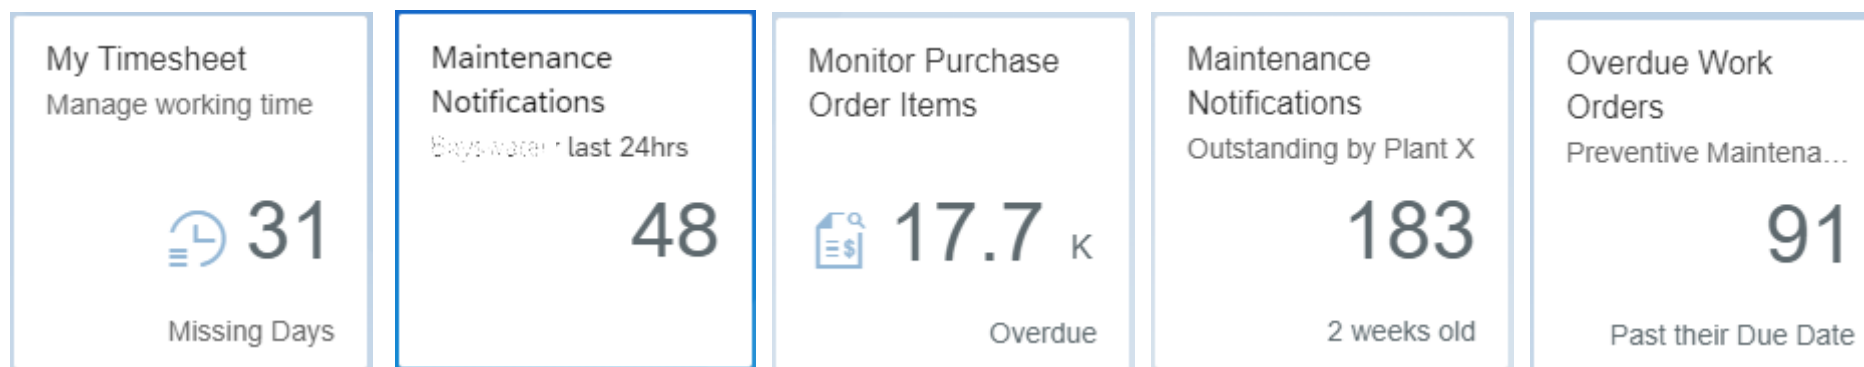 My Timesheet
Manage working time
31
Missing Days
Maintenance
Notifications
last 24hrs
48
Monitor Purchase
Order Items
17.7 K
Overdue
Maintenance
Notifications
Outstanding by Plant X
183
2 weeks old
Overdue Work
Orders
Preventive Maintena...
91
Past their Due Date